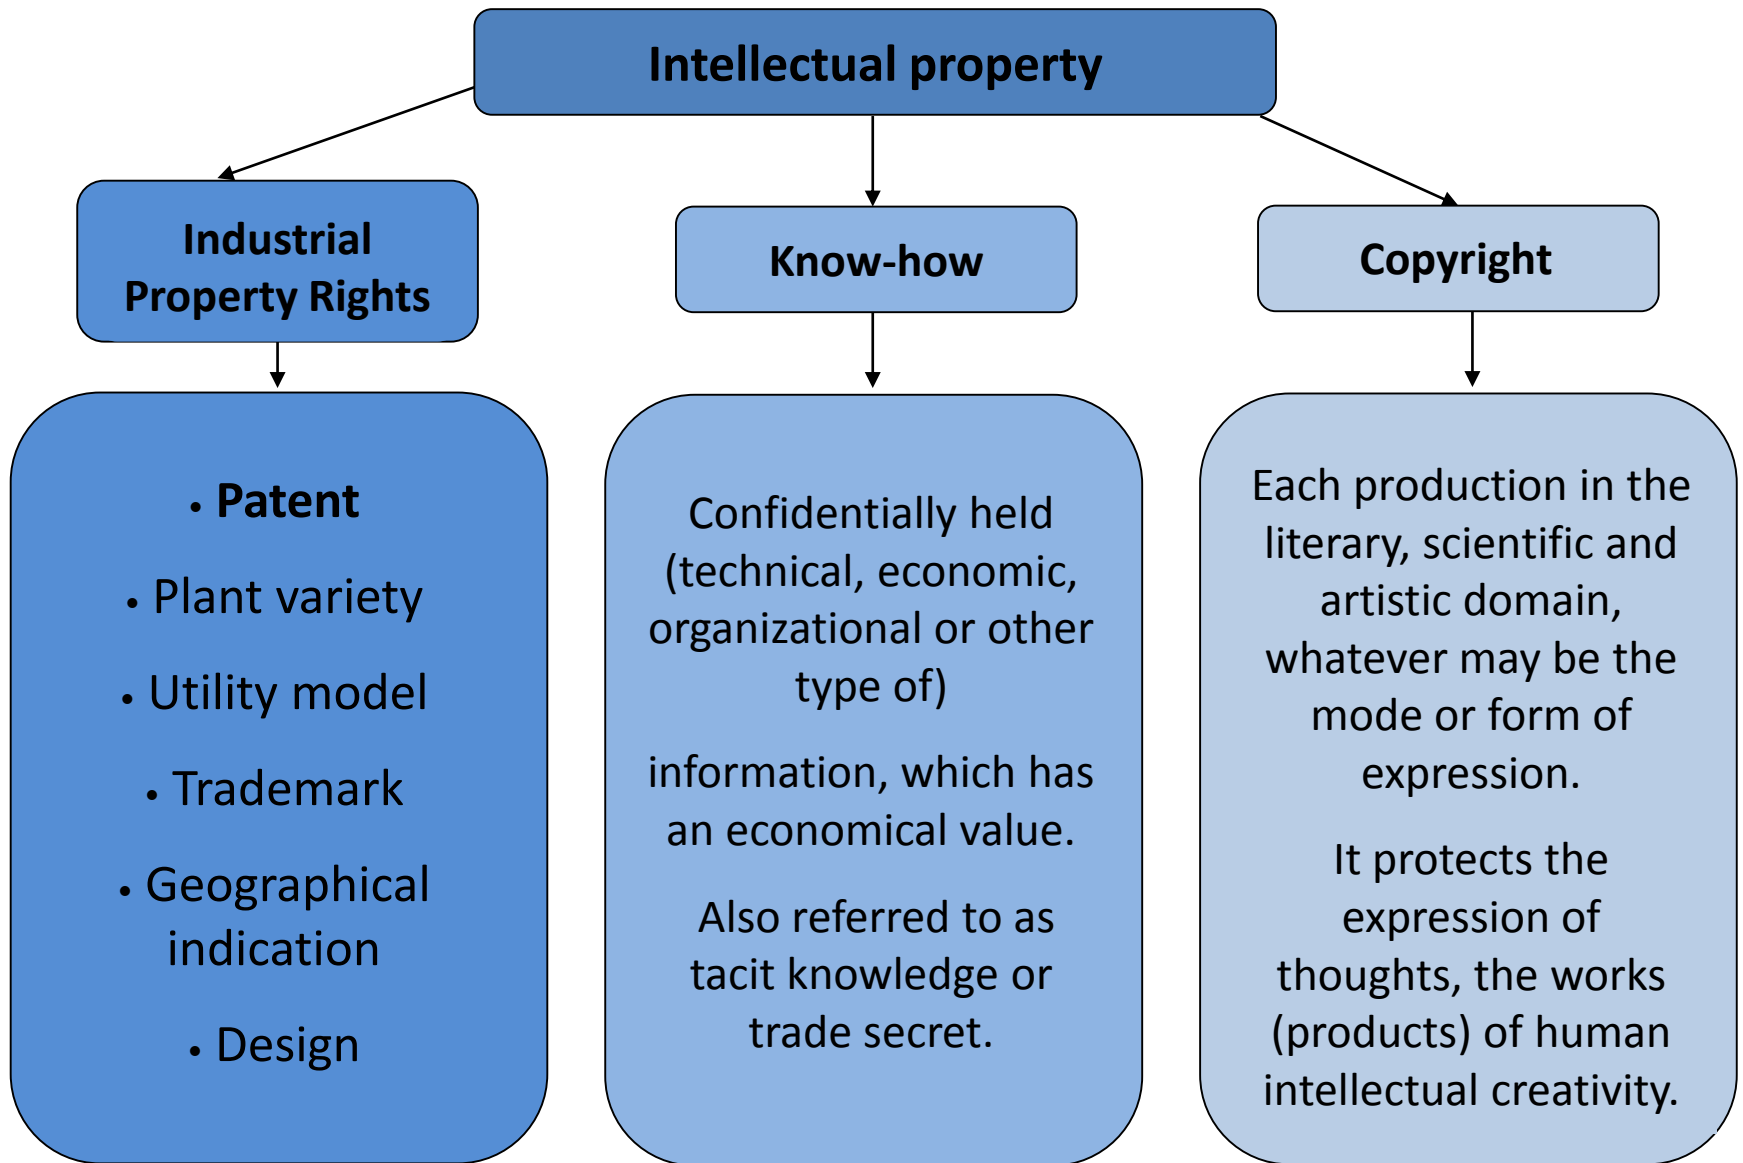 Intellectual property
Industrial
Property Rights
Know-how
Copyright
• Patent
• Plant variety
• Utility model
• Trademark
• Geographical
indication
• Design
Confidentially held
(technical, economic,
organizational or other
type of)
information, which has
an economical value.
Also referred to as
tacit knowledge or
trade secret.
Each production in the
literary, scientific and
artistic domain,
whatever may be the
mode or form of
expression.
It protects the
expression of
thoughts, the works
(products) of human
intellectual creativity.